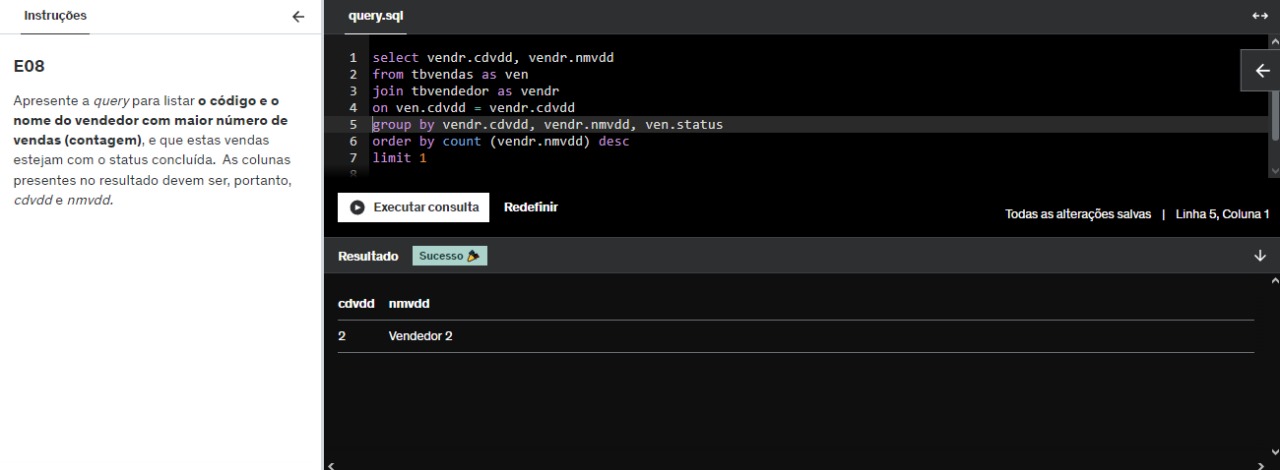 Instruções
E08
Apresente a query para listar o código e o
nome do vendedor com maior número de
vendas (contagem), e que estas vendas
estejam com o status concluída. As colunas
presentes no resultado devem ser, portanto,
cdvdd e nmvdd.
query.sql
1 select vendr.cdvdd, vendr.nmvdd
2 from tbvendas as ven
3 join tbvendedor as vendr
4 on ven.cdvdd = vendr.cdvdd
5 group by vendr.cdvdd, vendr.nmvdd, ven.status
6 order by count (vendr.nmvdd) desc
7 limit 1
8
Executar consulta Redefinir
Todas as alterações salvas | Linha 5, Coluna 1
Resultado Sucesso
cdvdd nmvdd
2 Vendedor 2